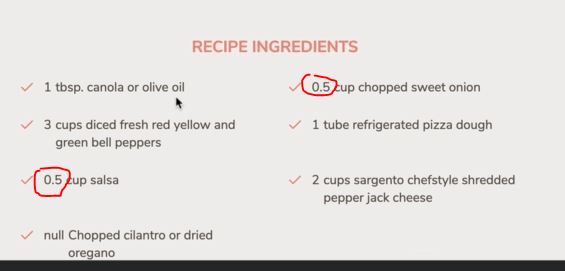 RECIPE INGREDIENTS
1 tbsp. canola or olive oil
0.5 cup chopped sweet onion
3 cups diced fresh red yellow and
green bell peppers
1 tube refrigerated pizza dough
0.5 cup salsa
2 cups sargento chefstyle shredded
pepper jack cheese
null Chopped cilantro or dried
oregano